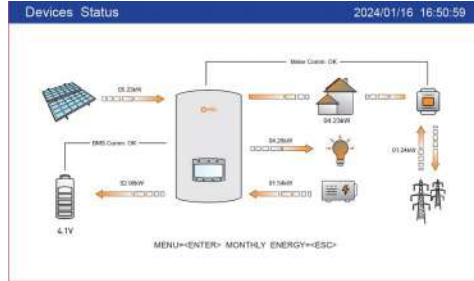 Devices Status 2024/01/16 16:50:59
Meter Comm. OK
05.23kW
04.23kW
BMS Comm. OK
04.26kW
01.24kW
02.08kW
01.54kW
4.1V
MENU=<ENTER> MONTHLY ENERGY=<ESC>